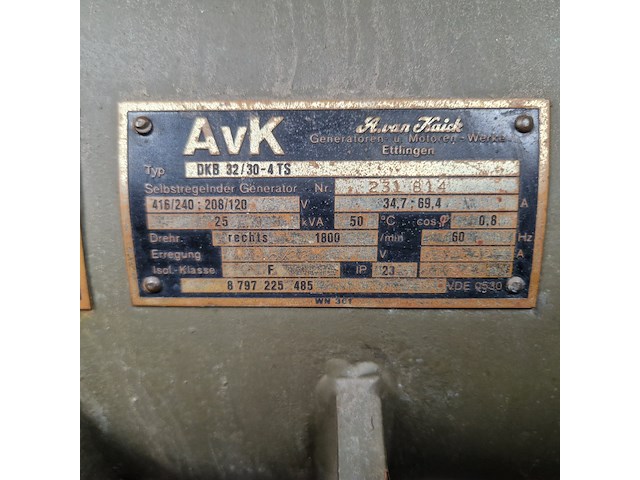 AvK
A. van Kaick
Generatoren u Motoren-Werke
Ettlingen
Typ DKB 32/30-4 TS
Selbstregelnder Generator Nr. 231 814
416/240 ; 208/120 V 34,7 ; 69,4 A
25 kVA 50 °C cosφ 0,8
Drehr. rechts 1800 /min 60 Hz
Erregung V A
Isol.-Klasse F IP 23
8 797 225 485 VDE 0530
WN 301